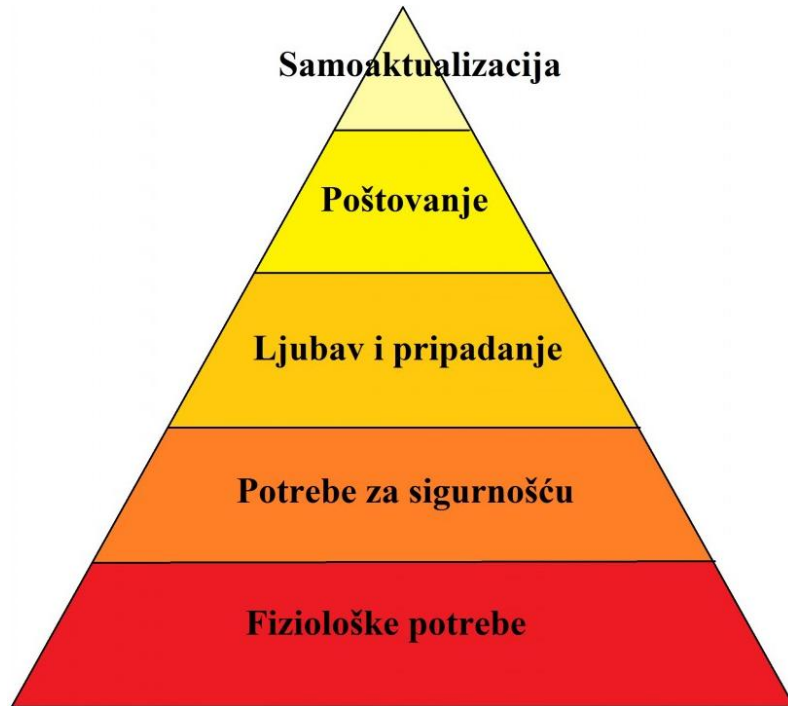 Samoaktualizacija
Poštovanje
Ljubav i pripadanje
Potrebe za sigurnošću
Fiziološke potrebe